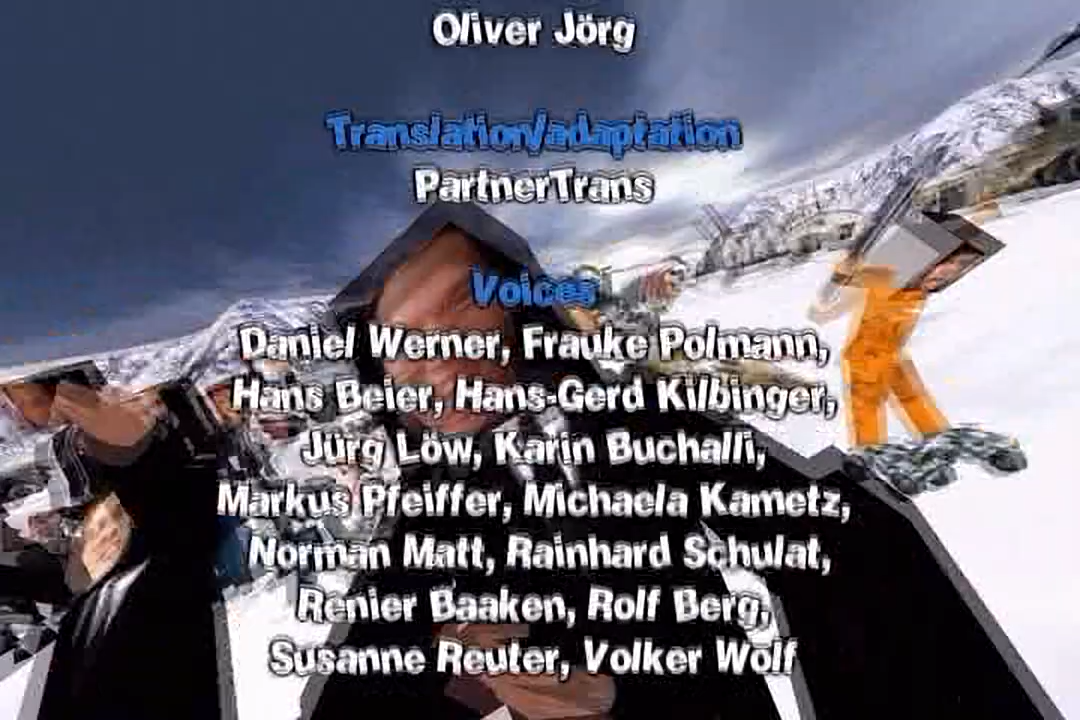 Oliver Jörg
Translation/adaptation
PartnerTrans
Voices
Daniel Werner, Frauke Polmann,
Hans Beier, Hans-Gerd Kilbinger,
Jürg Löw, Karin Buchalli,
Markus Pfeiffer, Michaela Kametz,
Norman Matt, Rainhard Schulat,
Renier Baaken, Rolf Berg,
Susanne Reuter, Volker Wolf